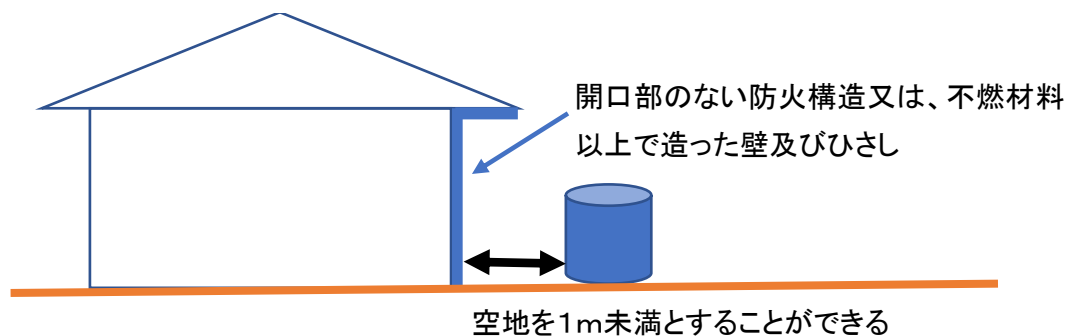 開口部のない防火構造又は、不燃材料
以上で造った壁及びひさし
空地を1m未満とすることができる